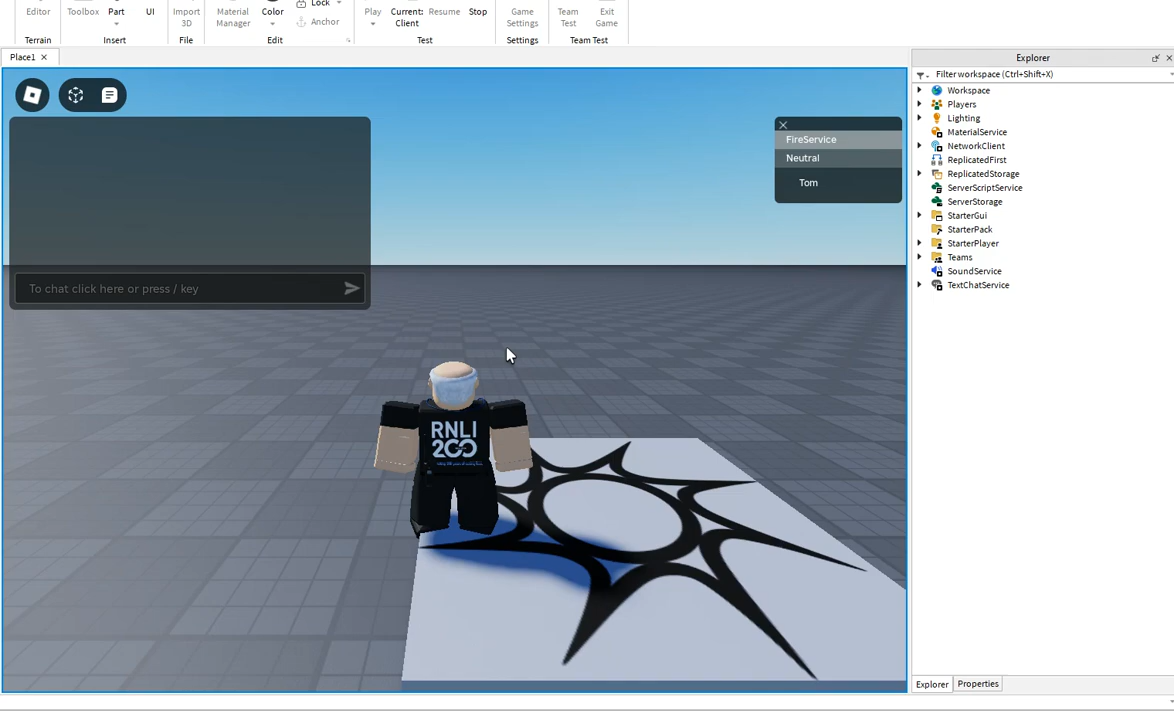 Editor
Toolbox
Part
UI
Import
3D
Material
Manager
Color
Lock
Anchor
Play
Current:
Client
Resume
Stop
Game
Settings
Team
Test
Exit
Game
Terrain
Insert
File
Edit
Test
Settings
Team Test
Place1
To chat click here or press / key
FireService
Neutral
Tom
RNLI
200
Explorer
Filter workspace (Ctrl+Shift+X)
Workspace
Players
Lighting
MaterialService
NetworkClient
ReplicatedFirst
ReplicatedStorage
ServerScriptService
ServerStorage
StarterGui
StarterPack
StarterPlayer
Teams
SoundService
TextChatService
Explorer
Properties